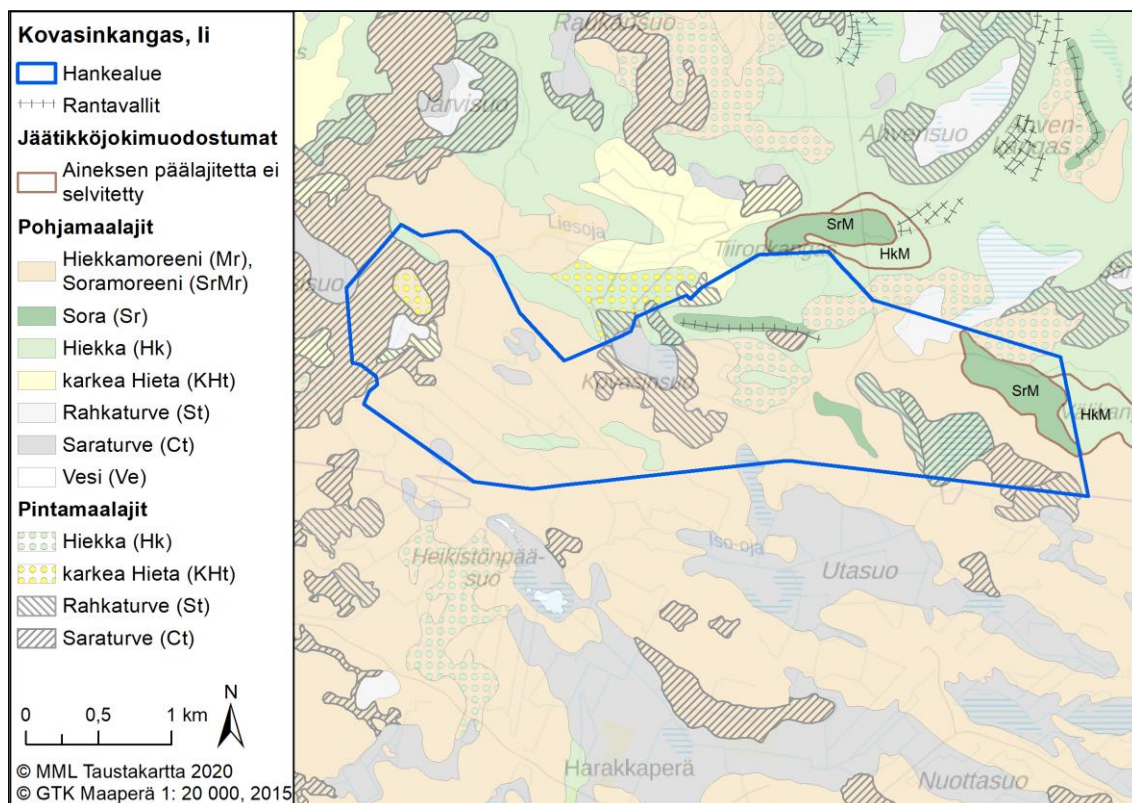 Kovasinkangas, Ii
Hankealue
Rantavallit
Jäätikköjokimuodostumat
Aineksen päälajitetta ei
selvitetty
Pohjamaalajit
Hiekkamoreeni (Mr),
Soramoreeni (SrMr)
Sora (Sr)
Hiekka (Hk)
karkea Hieta (KHt)
Rahkaturve (St)
Saraturve (Ct)
Vesi (Ve)
Pintamaalajit
Hiekka (Hk)
karkea Hieta (KHt)
Rahkaturve (St)
Saraturve (Ct)
N
0 0,5 1 km
© MML Taustakartta 2020
© GTK Maaperä 1: 20 000, 2015
Järvisuo
Ahvensuo
Ahven-
kangas
Liesoja
SrM
HkM
Tiironkangas
Kovasinsuo
SrM
HkM
Heikistönpää-
suo
Iso-oja
Utasuo
Harakkaperä
Nuottasuo